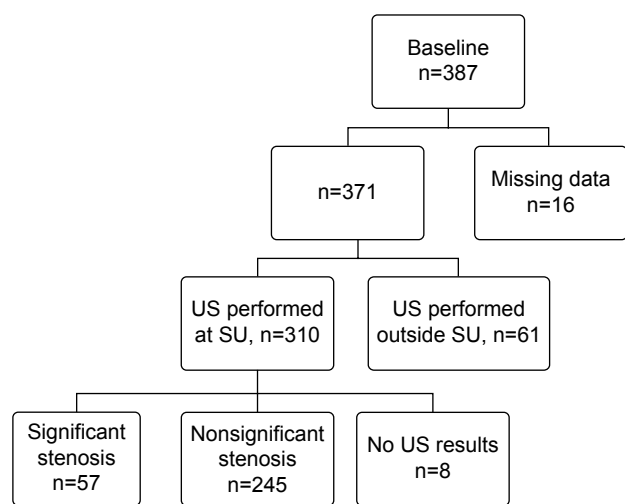 Baseline
n=387
n=371
Missing data
n=16
US performed
at SU, n=310
US performed
outside SU, n=61
Significant
stenosis
n=57
Nonsignificant
stenosis
n=245
No US results
n=8